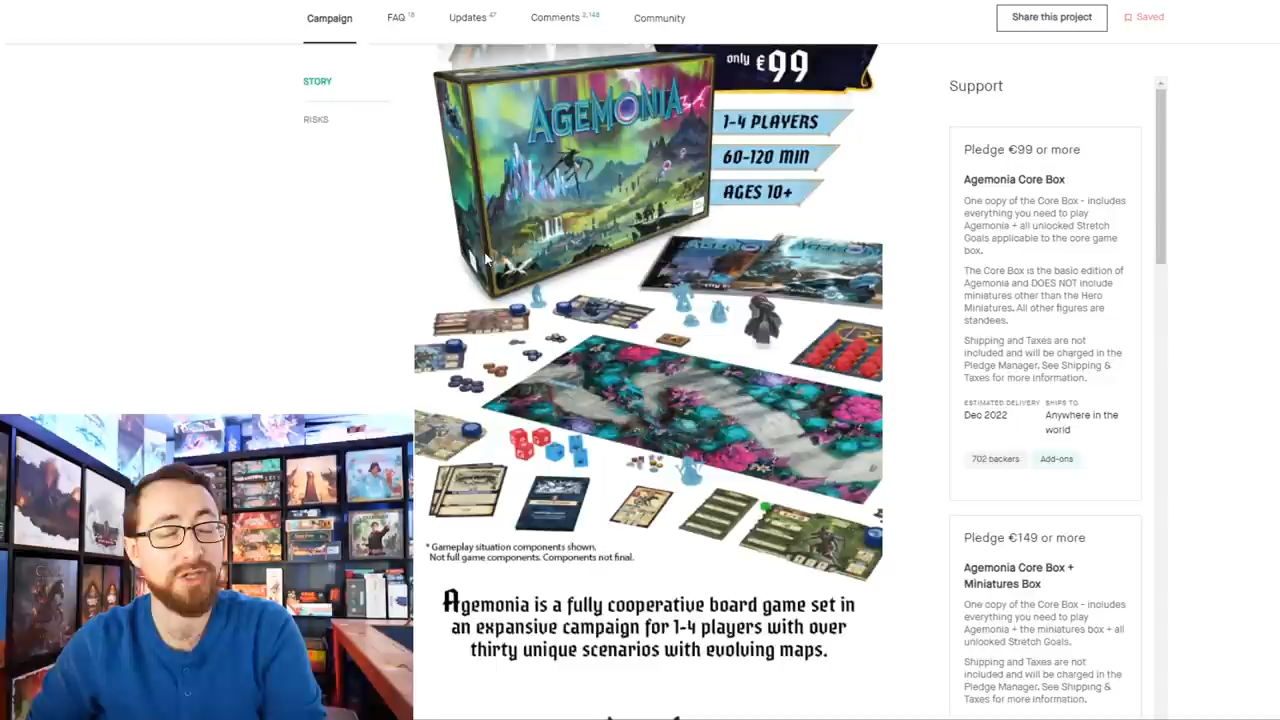 Campaign
FAQ 18
Updates 47
Comments 2,148
Community
Share this project
Saved
STORY
RISKS
only €99
AGEMONIA
1-4 PLAYERS
60-120 MIN
AGES 10+
AGEMONIA
AGEMONIA
* Gameplay situation components shown.
Not full game components. Components not final.
Agemonia is a fully cooperative board game set in
an expansive campaign for 1-4 players with over
thirty unique scenarios with evolving maps.
Support
Pledge €99 or more
Agemonia Core Box
One copy of the Core Box - includes
everything you need to play
Agemonia + all unlocked Stretch
Goals applicable to the core game
box.
The Core Box is the basic edition of
Agemonia and DOES NOT include
miniatures other than the Hero
Miniatures. All other figures are
standees.
Shipping and Taxes are not
included and will be charged in the
Pledge Manager. See Shipping &
Taxes for more information.
ESTIMATED DELIVERY
Dec 2022
SHIPS TO:
Anywhere in the
world
702 backers
Add-ons
Pledge €149 or more
Agemonia Core Box +
Miniatures Box
One copy of the Core Box - includes
everything you need to play
Agemonia + the miniatures box + all
unlocked Stretch Goals.
Shipping and Taxes are not
included and will be charged in the
Pledge Manager. See Shipping &
Taxes for more information.